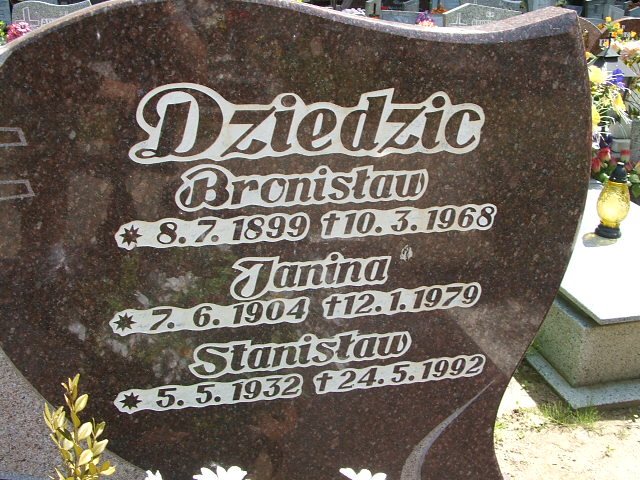 Dziedzic
Bronisław
* 8. 7. 1899 †10. 3. 1968
Janina
* 7. 6. 1904 †12. 1. 1979
Stanisław
* 5. 5. 1932 †24. 5. 1992